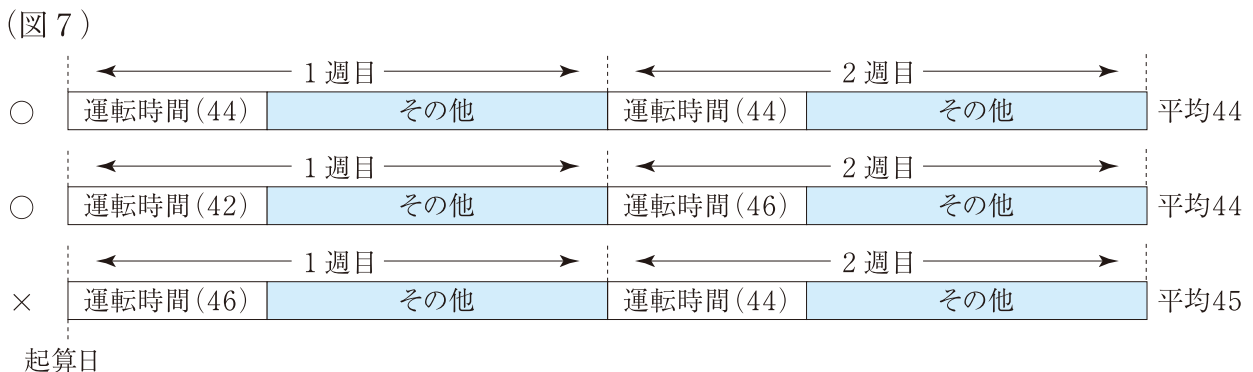 (図7)
1週目 2週目
○ 運転時間(44) その他 運転時間(44) その他 平均44
1週目 2週目
○ 運転時間(42) その他 運転時間(46) その他 平均44
1週目 2週目
× 運転時間(46) その他 運転時間(44) その他 平均45
起算日